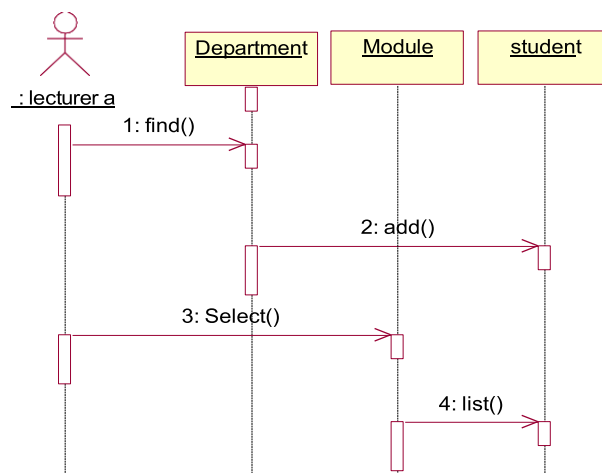 Department
Module
student
: lecturer a
1: find()
2: add()
3: Select()
4: list()